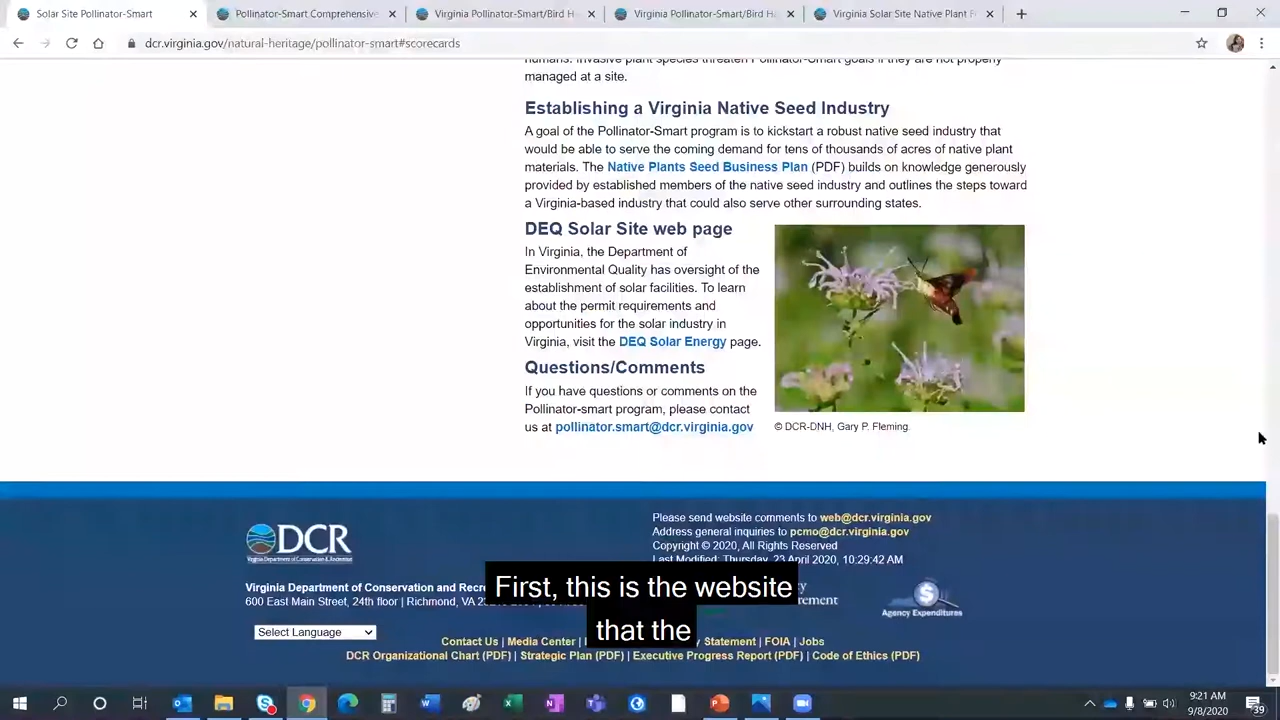 Solar Site Pollinator-Smart
Pollinator-Smart Comprehensive
Virginia Pollinator-Smart/Bird H
Virginia Pollinator-Smart/Bird Ha
Virginia Solar Site Native Plant F
dcr.virginia.gov/natural-heritage/pollinator-smart#scorecards
humans. Invasive plant species threaten Pollinator-Smart goals if they are not properly
managed at a site.
Establishing a Virginia Native Seed Industry
A goal of the Pollinator-Smart program is to kickstart a robust native seed industry that
would be able to serve the coming demand for tens of thousands of acres of native plant
materials. The Native Plants Seed Business Plan (PDF) builds on knowledge generously
provided by established members of the native seed industry and outlines the steps toward
a Virginia-based industry that could also serve other surrounding states.
DEQ Solar Site web page
In Virginia, the Department of
Environmental Quality has oversight of the
establishment of solar facilities. To learn
about the permit requirements and
opportunities for the solar industry in
Virginia, visit the DEQ Solar Energy page.
Questions/Comments
If you have questions or comments on the
Pollinator-smart program, please contact
us at pollinator.smart@dcr.virginia.gov
© DCR-DNH, Gary P. Fleming.
DCR
Virginia Department of Conservation & Recreation
Virginia Department of Conservation and Recre
600 East Main Street, 24th floor | Richmond, VA
Select Language
Please send website comments to web@dcr.virginia.gov
Address general inquiries to pcmo@dcr.virginia.gov
Copyright © 2020, All Rights Reserved
Last Modified: Thursday, 23 April 2020, 10:29:42 AM
Agency Expenditures
First, this is the website
that the
Contact Us | Media Center | y Statement | FOIA | Jobs
DCR Organizational Chart (PDF) | Strategic Plan (PDF) | Executive Progress Report (PDF) | Code of Ethics (PDF)
9:21 AM
9/8/2020
39